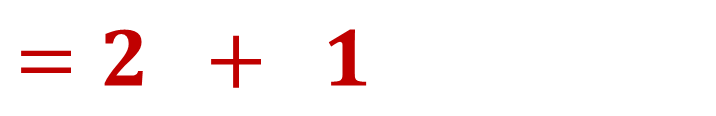 = 2 + 1